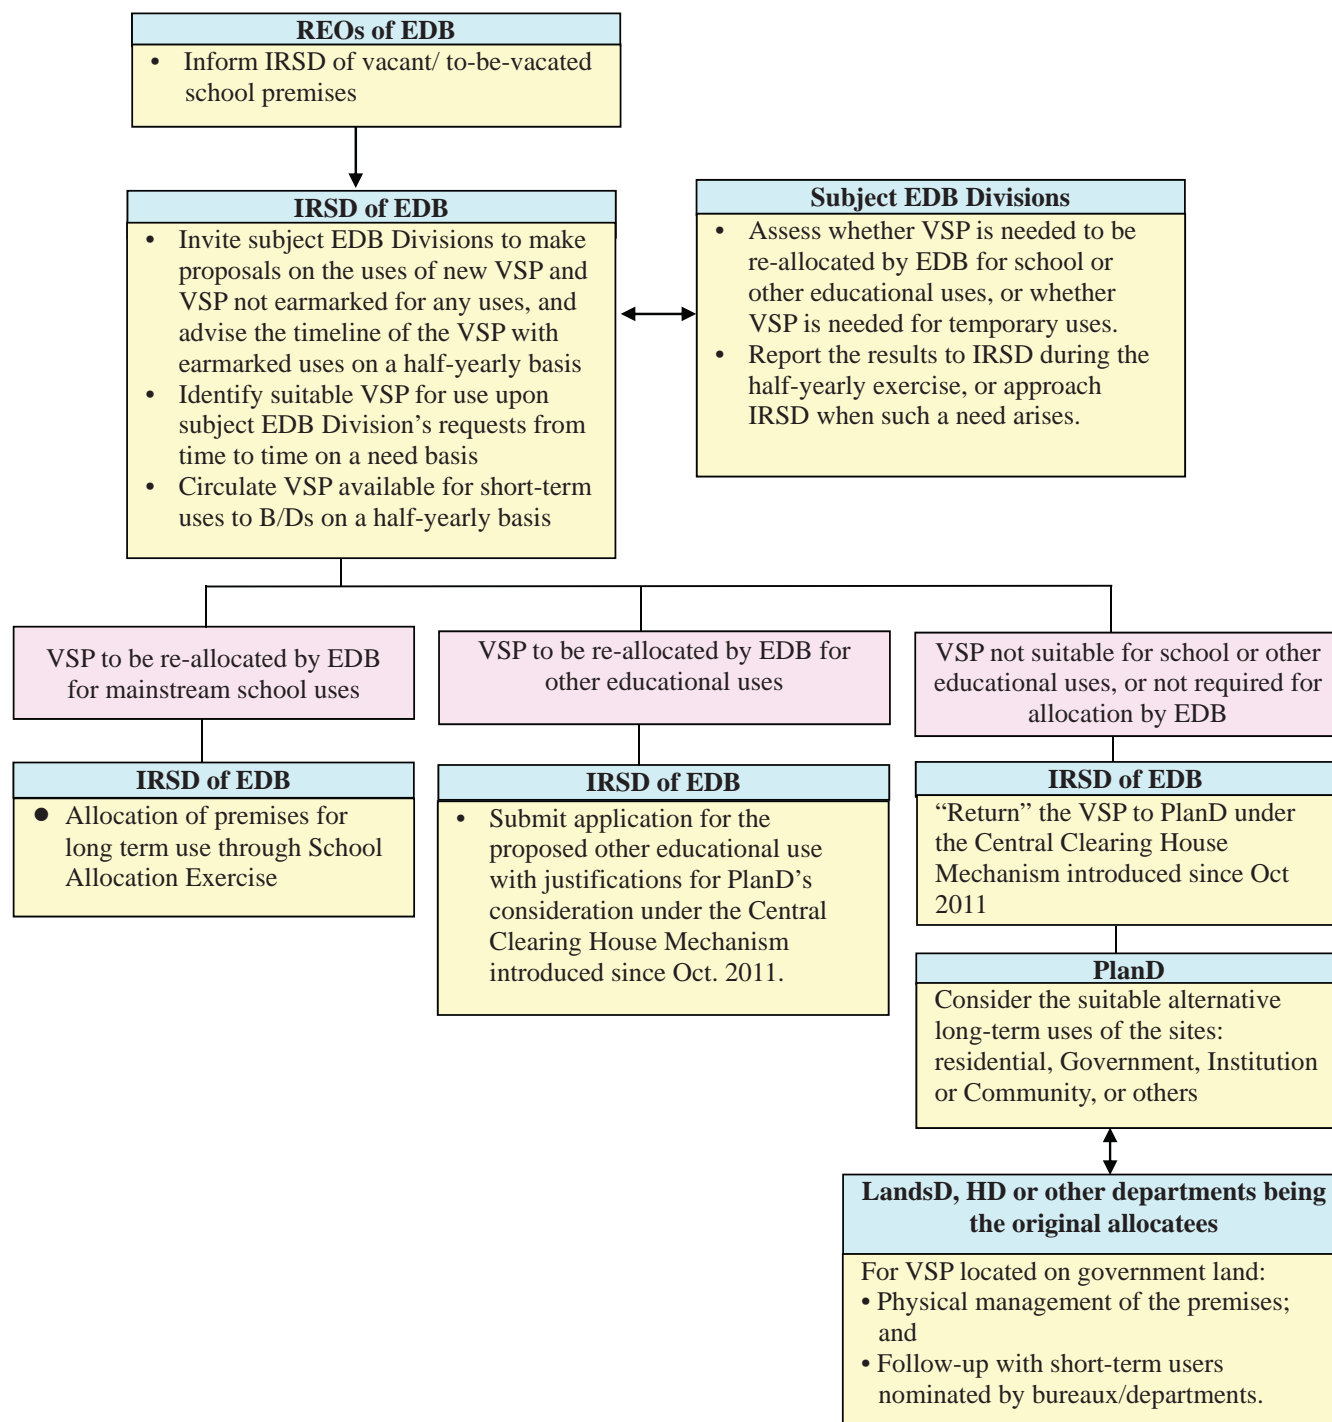 REOs of EDB
• Inform IRSD of vacant/ to-be-vacated
school premises
IRSD of EDB
• Invite subject EDB Divisions to make
proposals on the uses of new VSP and
VSP not earmarked for any uses, and
advise the timeline of the VSP with
earmarked uses on a half-yearly basis
• Identify suitable VSP for use upon
subject EDB Division’s requests from
time to time on a need basis
• Circulate VSP available for short-term
uses to B/Ds on a half-yearly basis
Subject EDB Divisions
• Assess whether VSP is needed to be
re-allocated by EDB for school or
other educational uses, or whether
VSP is needed for temporary uses.
• Report the results to IRSD during the
half-yearly exercise, or approach
IRSD when such a need arises.
VSP to be re-allocated by EDB
for mainstream school uses
IRSD of EDB
● Allocation of premises for
long term use through School
Allocation Exercise
VSP to be re-allocated by EDB for
other educational uses
IRSD of EDB
• Submit application for the
proposed other educational use
with justifications for PlanD’s
consideration under the Central
Clearing House Mechanism
introduced since Oct. 2011.
VSP not suitable for school or other
educational uses, or not required for
allocation by EDB
IRSD of EDB
“Return” the VSP to PlanD under
the Central Clearing House
Mechanism introduced since Oct
2011
PlanD
Consider the suitable alternative
long-term uses of the sites:
residential, Government, Institution
or Community, or others
LandsD, HD or other departments being
the original allocatees
For VSP located on government land:
• Physical management of the premises;
and
• Follow-up with short-term users
nominated by bureaux/departments.